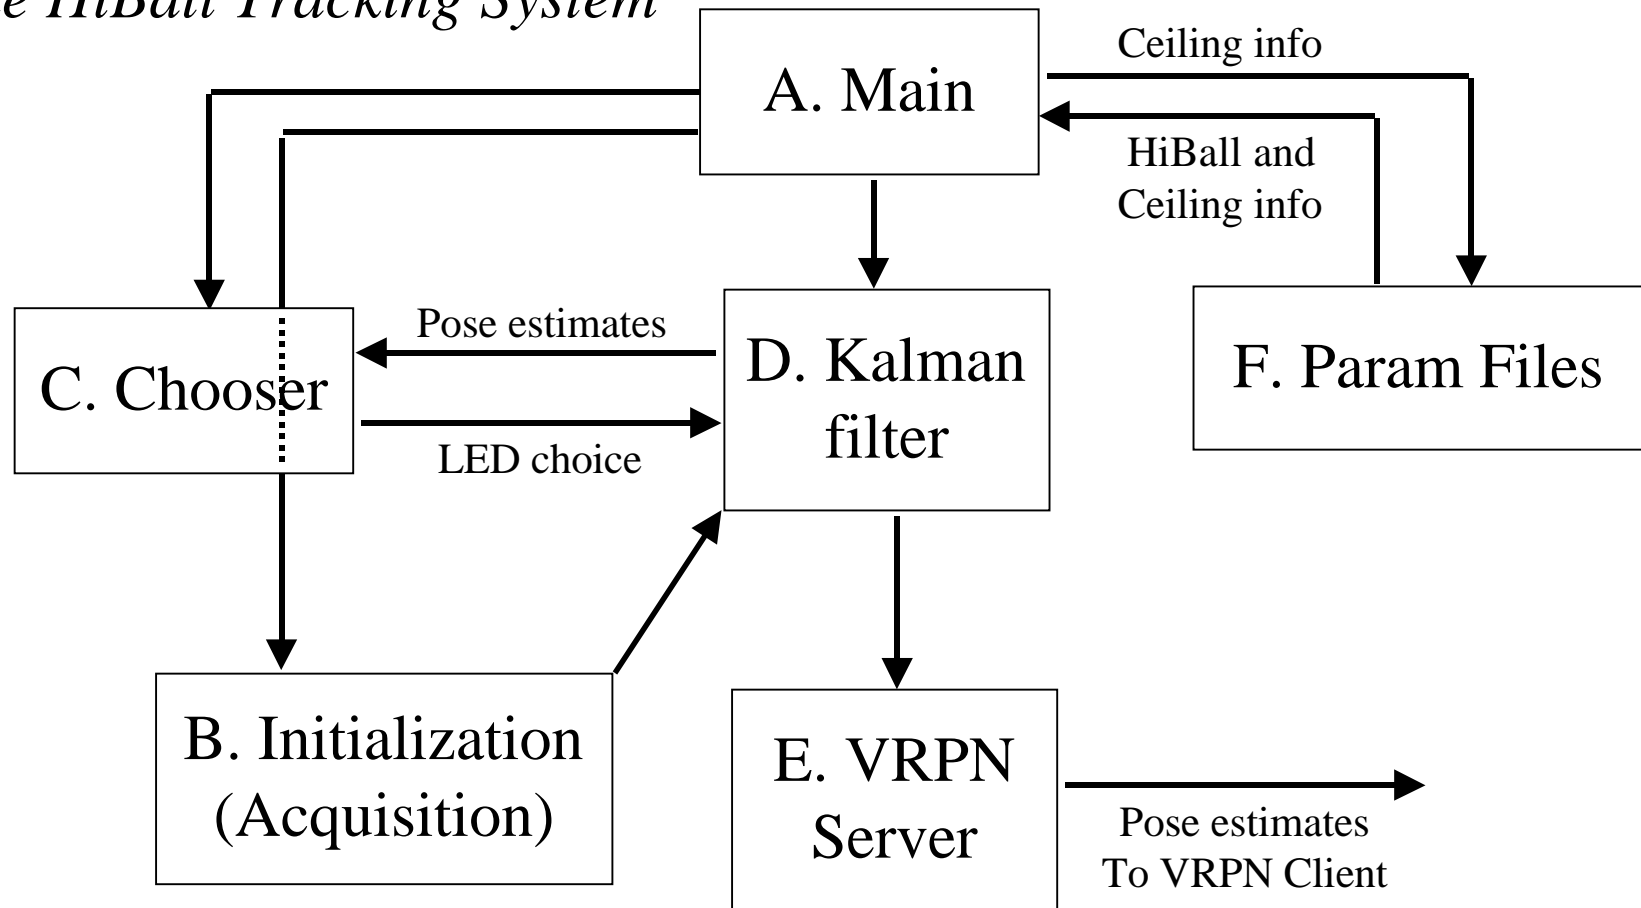 HiBall Tracking System
A. Main
Ceiling info
HiBall and
Ceiling info
Pose estimates
C. Chooser
LED choice
D. Kalman
filter
F. Param Files
B. Initialization
(Acquisition)
E. VRPN
Server
Pose estimates
To VRPN Client